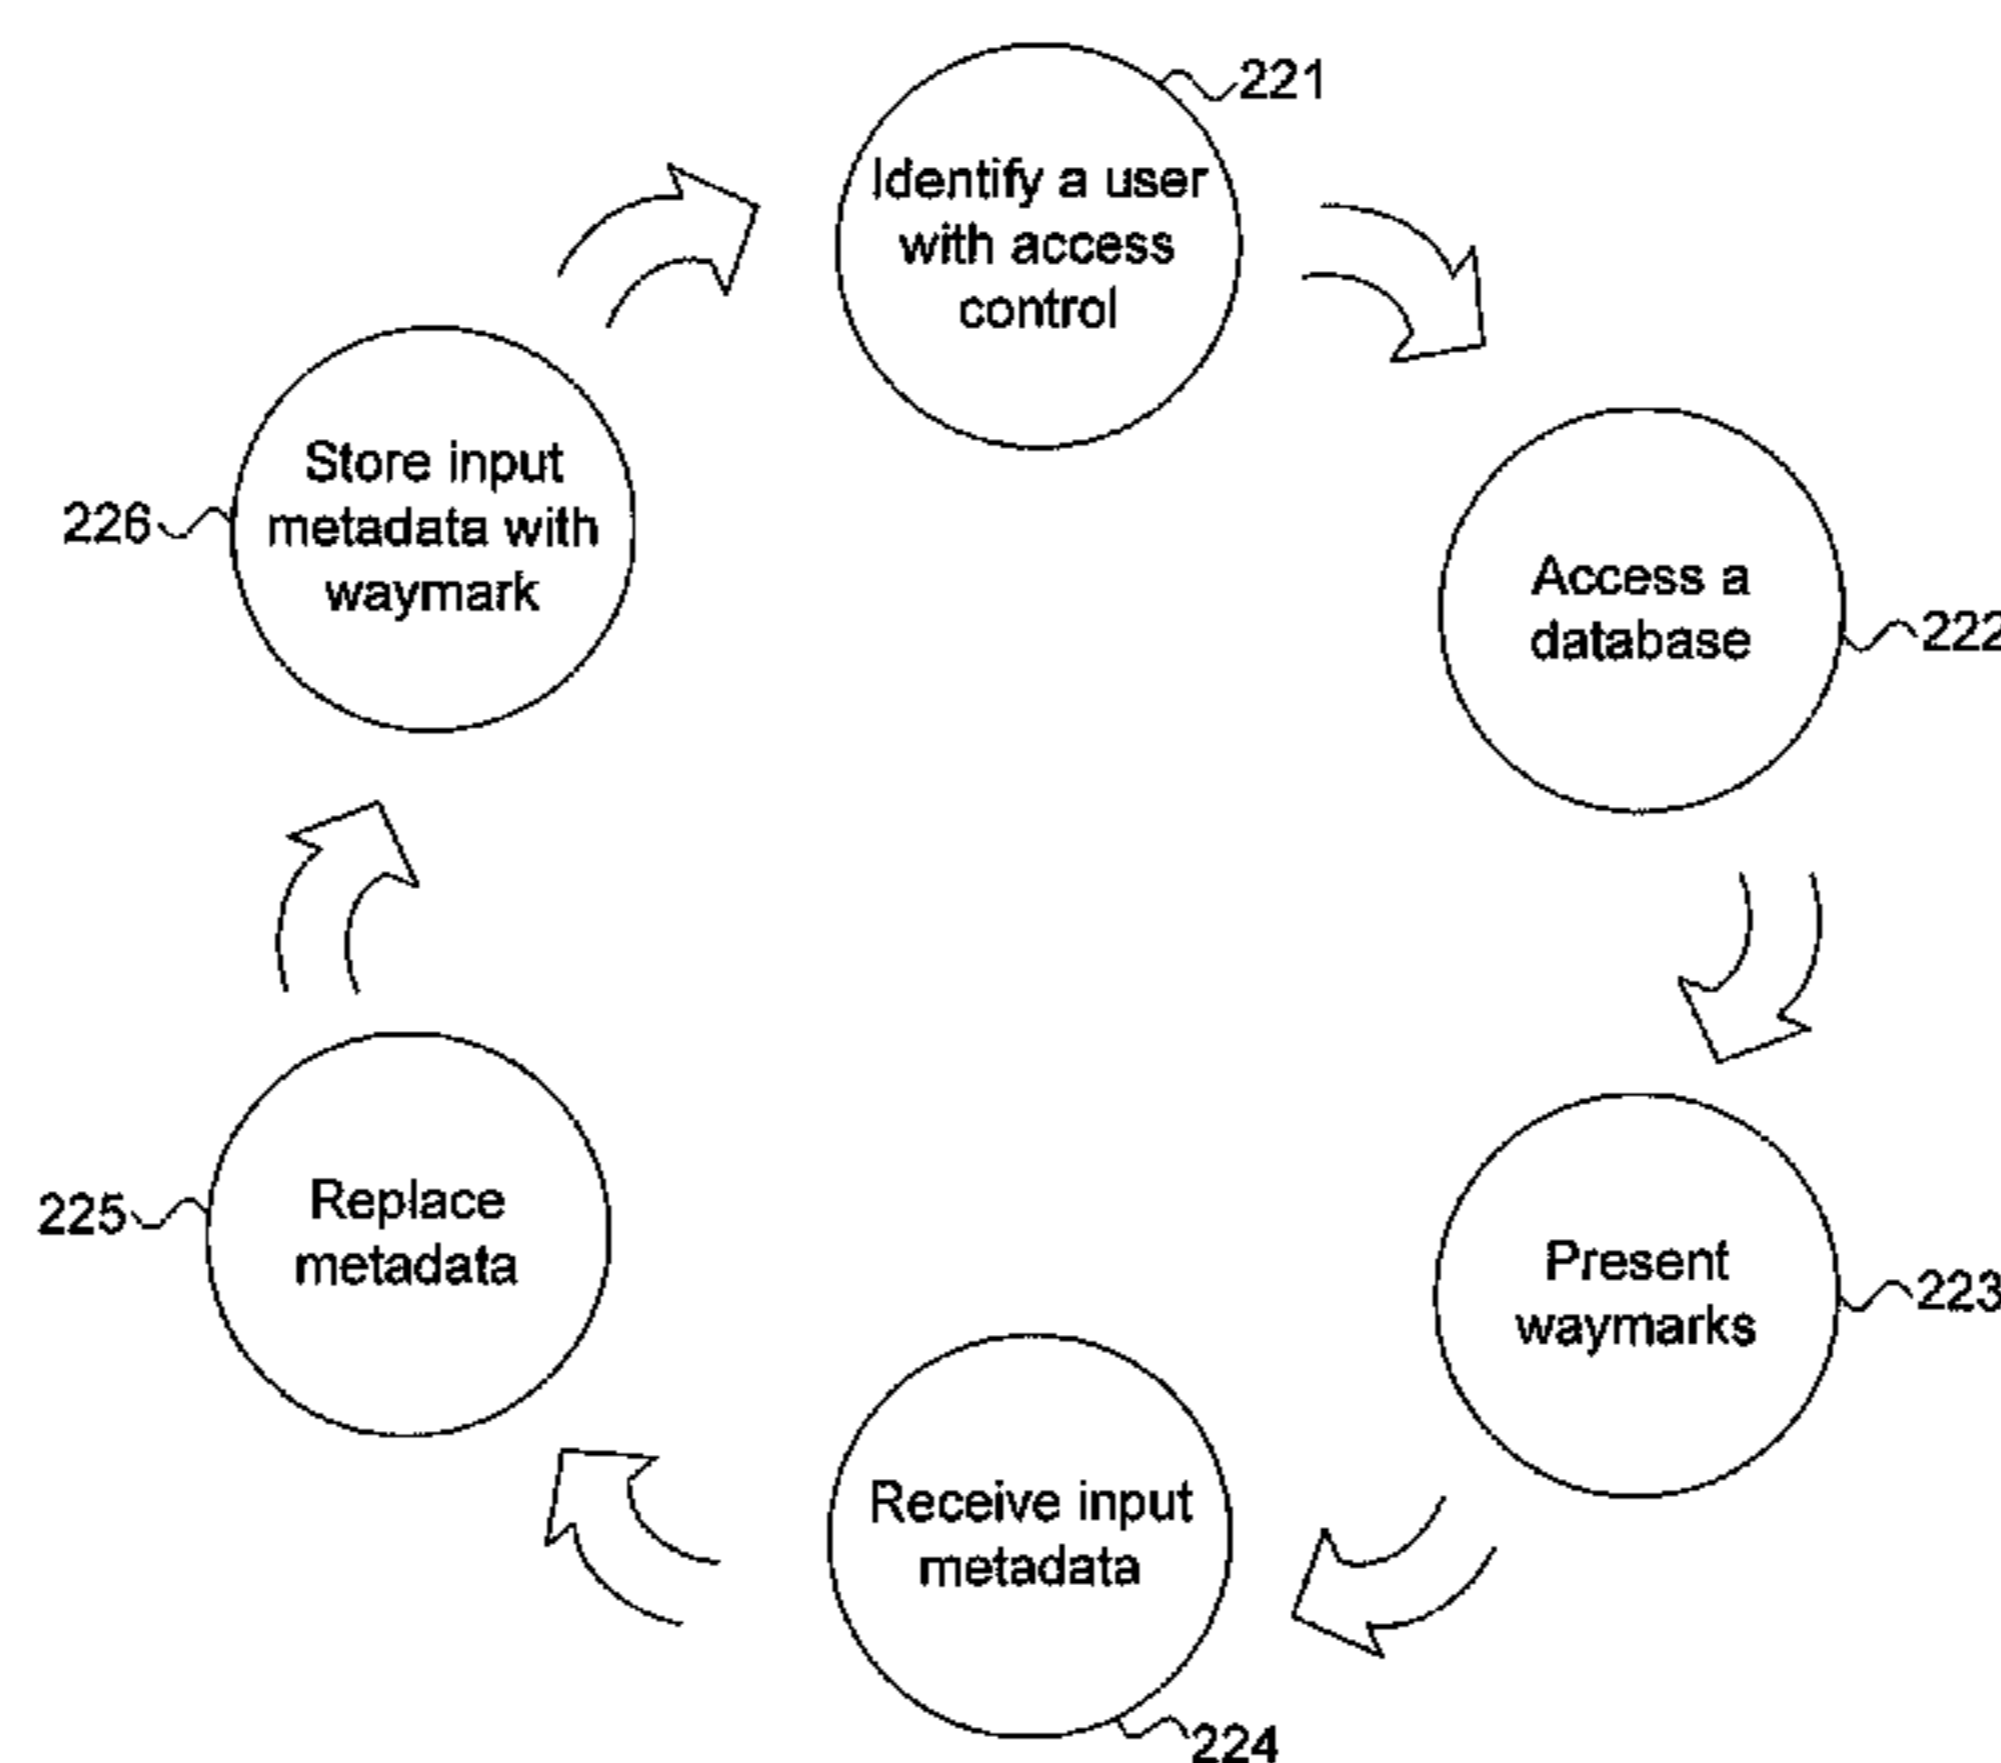 221
Identify a user
with access
control
Access a
database
222
Present
waymarks
223
Receive input
metadata
224
Replace
metadata
225
Store input
metadata with
waymark
226